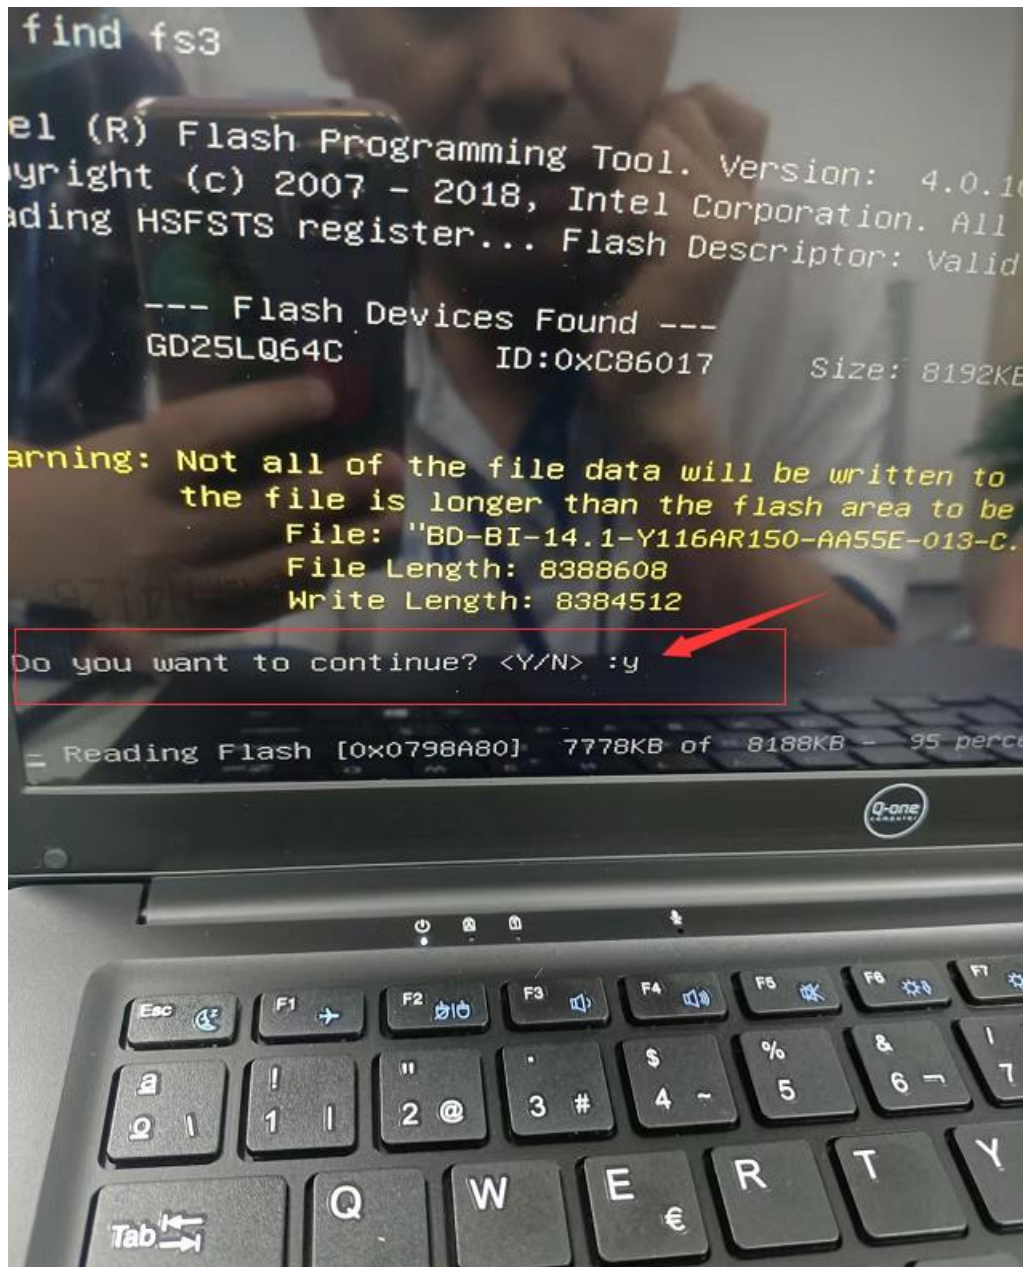 find fs3
el (R) Flash Programming Tool. Version: 4.0.10
yright (c) 2007 - 2018, Intel Corporation. All
ading HSFSTS register... Flash Descriptor: Valid
--- Flash Devices Found ---
GD25LQ64C ID:0xC86017 Size: 8192KB
arning: Not all of the file data will be written to
the file is longer than the flash area to be
File: "BD-BI-14.1-Y116AR150-AA55E-013-C.
File Length: 8388608
Write Length: 8384512
Do you want to continue? <Y/N> :y
- Reading Flash [0x0798A80] 7778KB of 8188KB - 95 perce
Q-one
COMPUTER
Esc F1 F2 F3 F4 F5 F6 F7
a ! " · $ % & /
º \ 1 | 2 @ 3 # 4 ~ 5 6 ¬ 7
Tab Q W E € R T Y